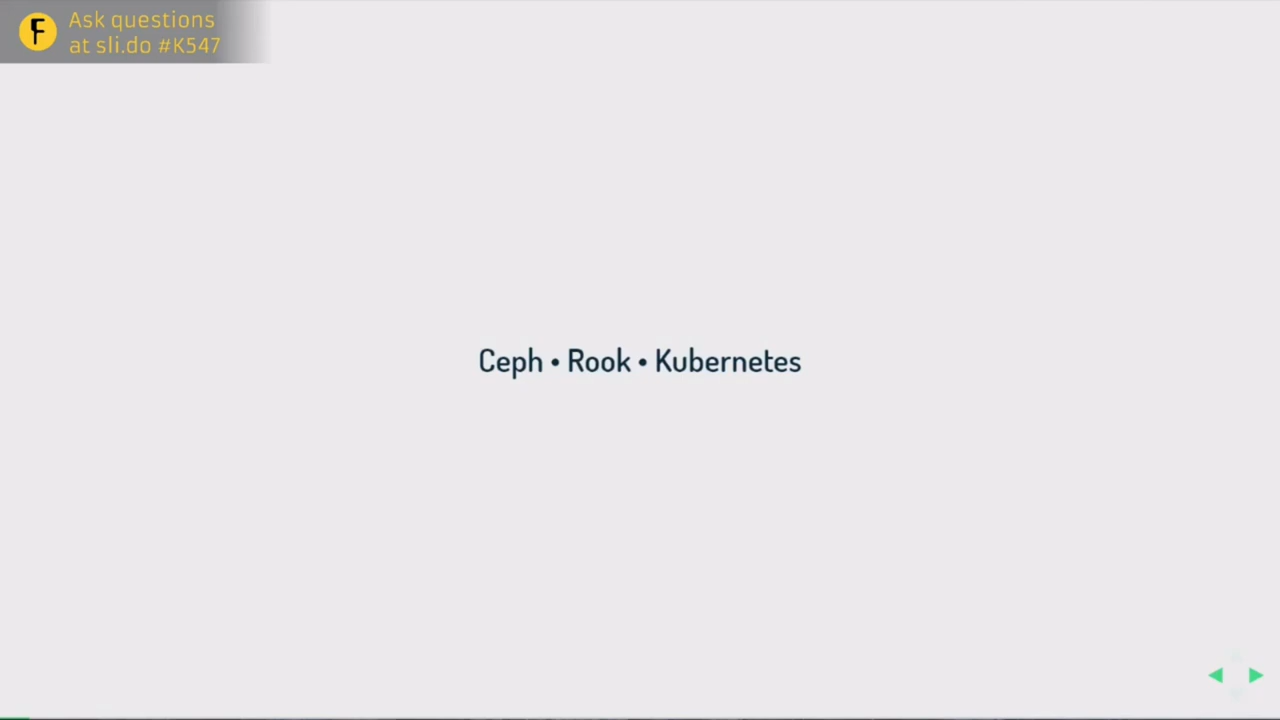 Ask questions
at sli.do #K547
Ceph • Rook • Kubernetes